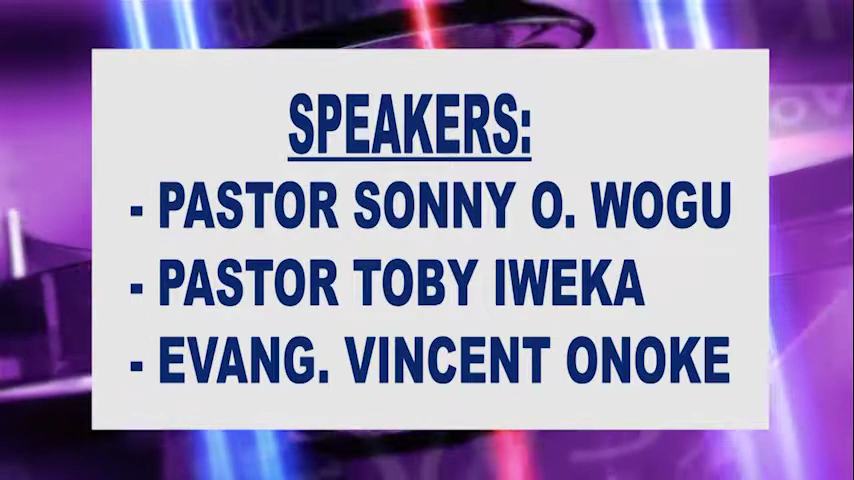 SPEAKERS:
- PASTOR SONNY O. WOGU
- PASTOR TOBY IWEKA
- EVANG. VINCENT ONOKE